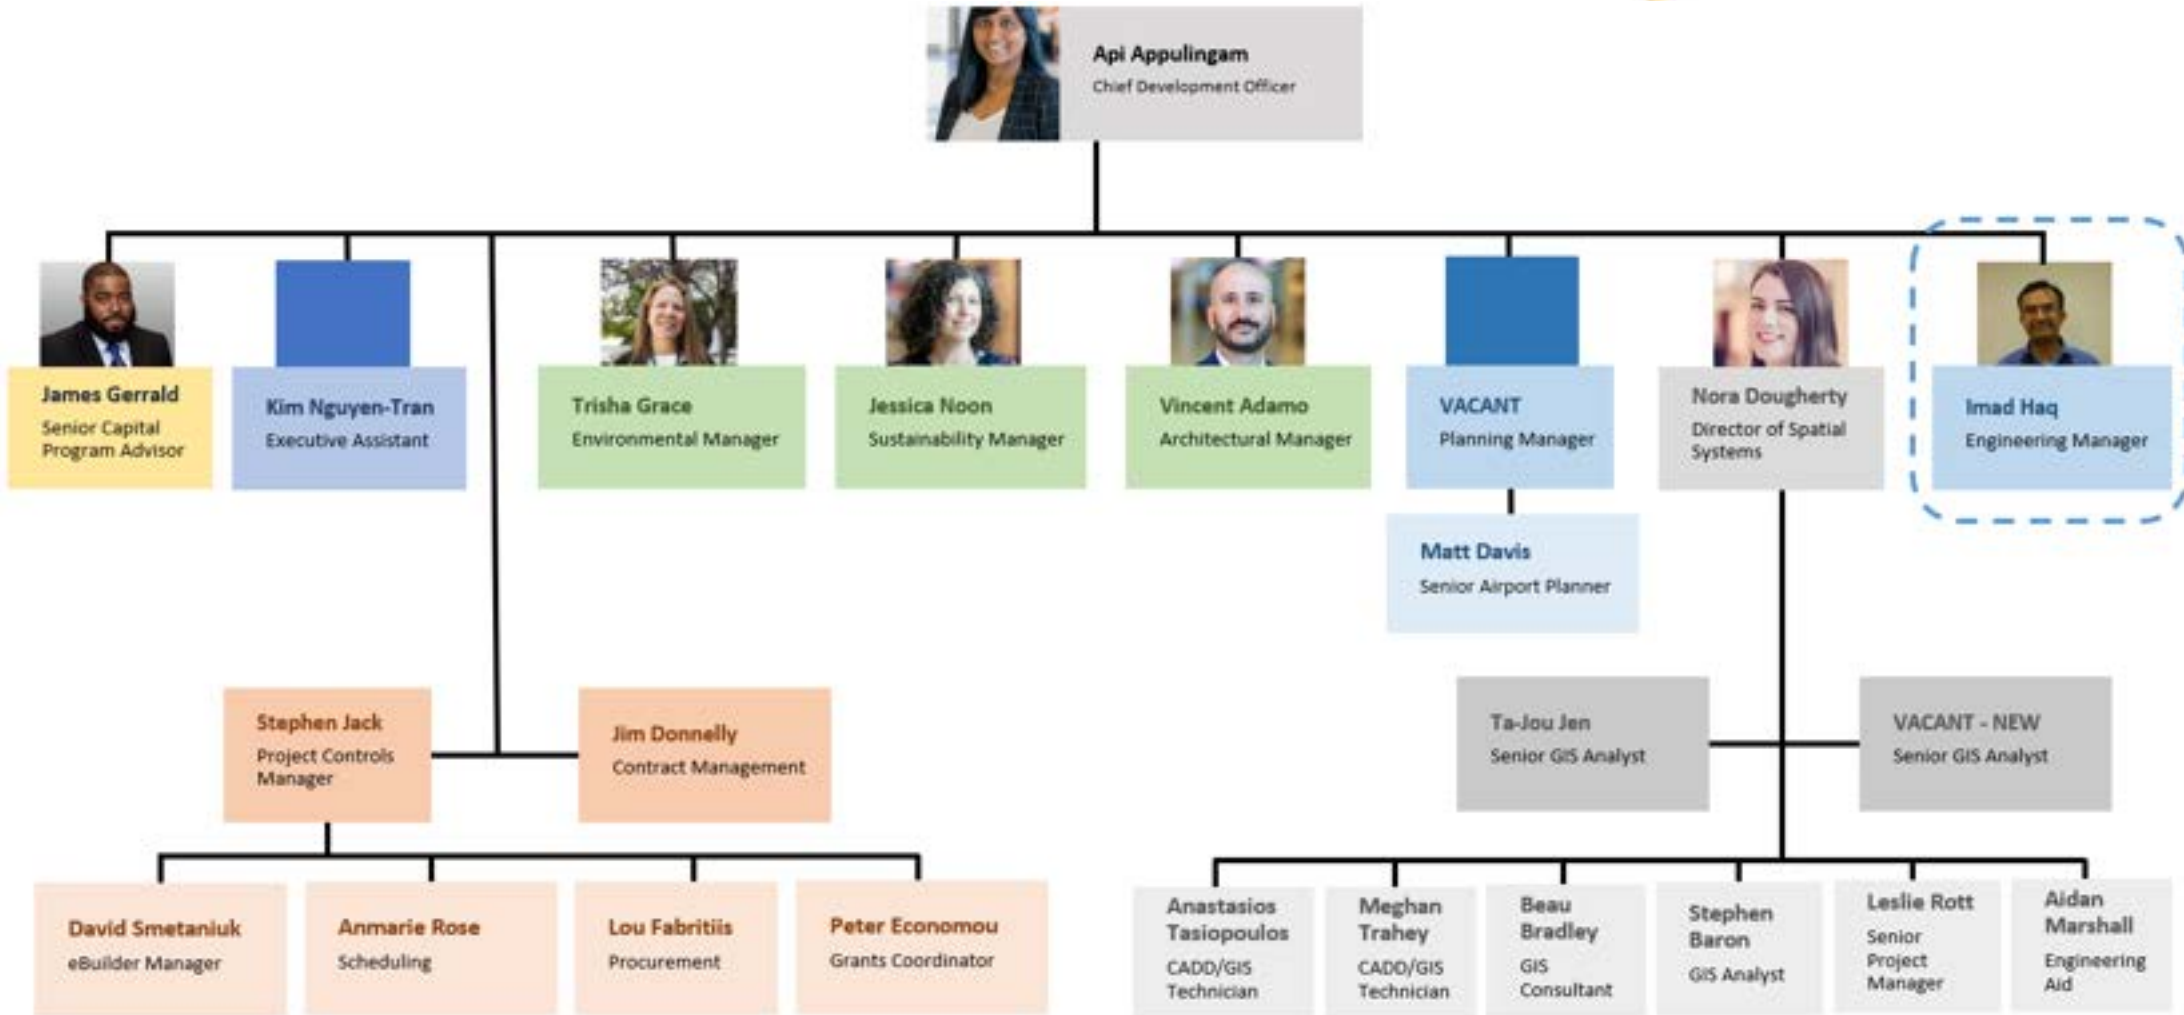 Api Appulingam
Chief Development Officer
James Gerrald
Senior Capital
Program Advisor
Kim Nguyen-Tran
Executive Assistant
Trisha Grace
Environmental Manager
Jessica Noon
Sustainability Manager
Vincent Adamo
Architectural Manager
VACANT
Planning Manager
Nora Dougherty
Director of Spatial
Systems
Imad Haq
Engineering Manager
Matt Davis
Senior Airport Planner
Stephen Jack
Project Controls
Manager
Jim Donnelly
Contract Management
Ta-Jou Jen
Senior GIS Analyst
VACANT - NEW
Senior GIS Analyst
David Smetaniuk
eBuilder Manager
Anmarie Rose
Scheduling
Lou Fabritiis
Procurement
Peter Economou
Grants Coordinator
Anastasios
Tasiopoulos
CADD/GIS
Technician
Meghan
Trahey
CADD/GIS
Technician
Beau
Bradley
GIS
Consultant
Stephen
Baron
GIS Analyst
Leslie Rott
Senior
Project
Manager
Aidan
Marshall
Engineering
Aid